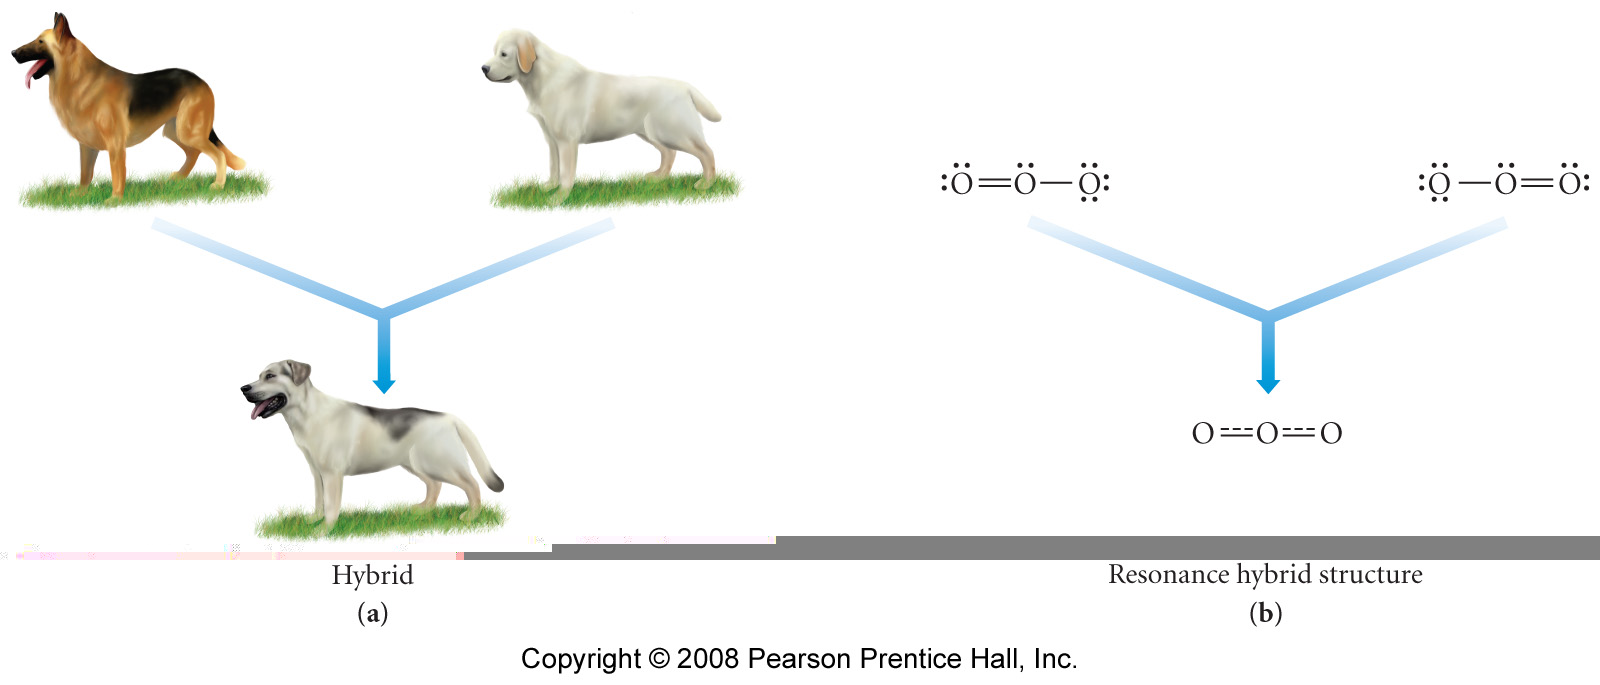 :Ö=Ö—Ö̤: :Ö̤—Ö=Ö:
O=O=O
Hybrid
Resonance hybrid structure
(a)
(b)
Copyright © 2008 Pearson Prentice Hall, Inc.